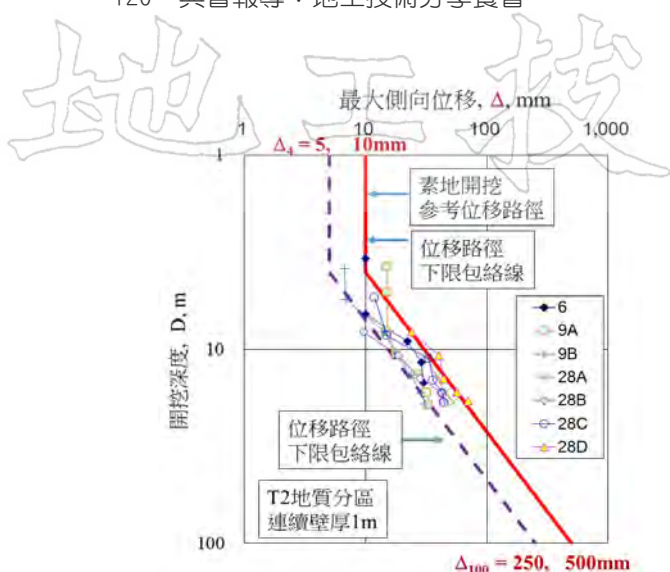 地工技
最大側向位移, Δ, mm
1 10 100 1,000
Δ4 = 5, 10mm
1
素地開挖
參考位移路徑
位移路徑
下限包絡線
開挖深度, D, m
10
6
9A
9B
28A
28B
28C
28D
位移路徑
下限包絡線
T2地質分區
連續壁厚1m
100
Δ100 = 250, 500mm